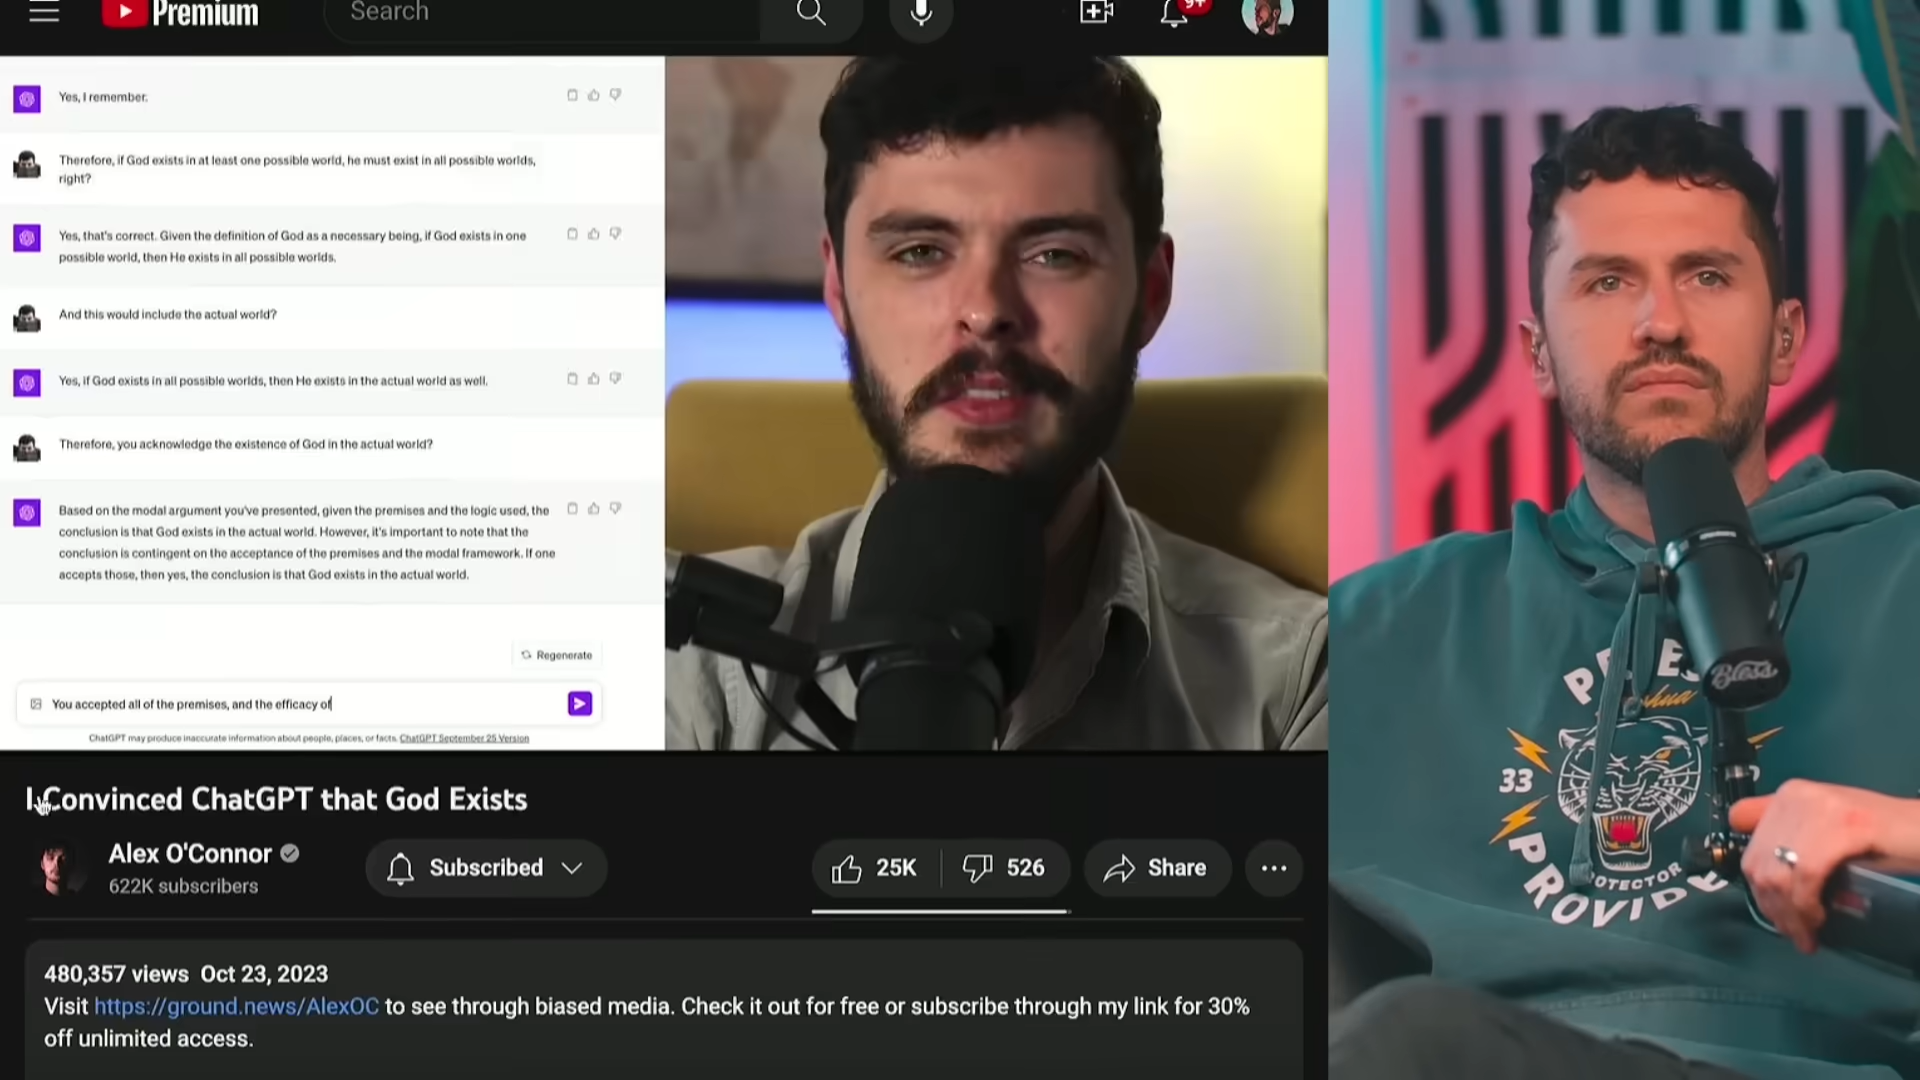 Premium
Search
9+
Yes, I remember.
Therefore, if God exists in at least one possible world, he must exist in all possible worlds,
right?
Yes, that's correct. Given the definition of God as a necessary being, if God exists in one
possible world, then He exists in all possible worlds.
And this would include the actual world?
Yes, if God exists in all possible worlds, then He exists in the actual world as well.
Therefore, you acknowledge the existence of God in the actual world?
Based on the modal argument you've presented, given the premises and the logic used, the
conclusion is that God exists in the actual world. However, it's important to note that the
conclusion is contingent on the acceptance of the premises and the modal framework. If one
accepts those, then yes, the conclusion is that God exists in the actual world.
Regenerate
You accepted all of the premises, and the efficacy of
ChatGPT may produce inaccurate information about people, places, or facts. ChatGPT September 25 Version
I Convinced ChatGPT that God Exists
Alex O'Connor
622K subscribers
Subscribed
25K
526
Share
480,357 views Oct 23, 2023
Visit https://ground.news/AlexOC to see through biased media. Check it out for free or subscribe through my link for 30%
off unlimited access.
Bless
33